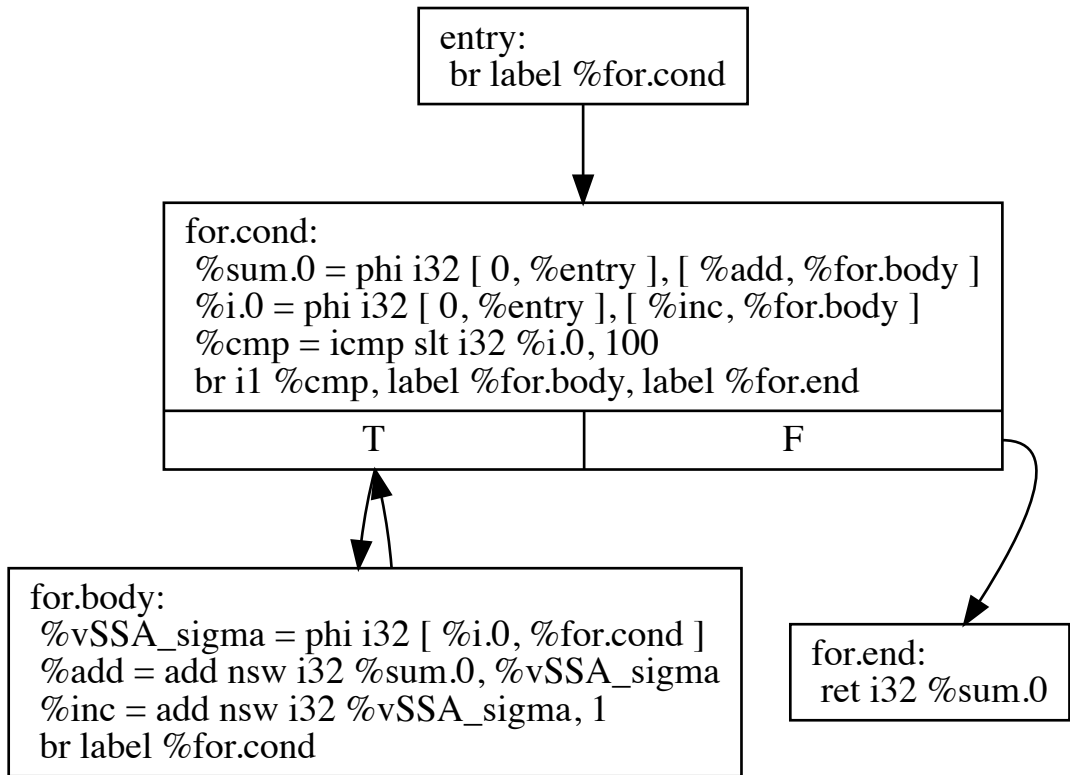 entry:
br label %for.cond
for.cond:
%sum.0 = phi i32 [ 0, %entry ], [ %add, %for.body ]
%i.0 = phi i32 [ 0, %entry ], [ %inc, %for.body ]
%cmp = icmp slt i32 %i.0, 100
br i1 %cmp, label %for.body, label %for.end
T
F
for.body:
%vSSA_sigma = phi i32 [ %i.0, %for.cond ]
%add = add nsw i32 %sum.0, %vSSA_sigma
%inc = add nsw i32 %vSSA_sigma, 1
br label %for.cond
for.end:
ret i32 %sum.0